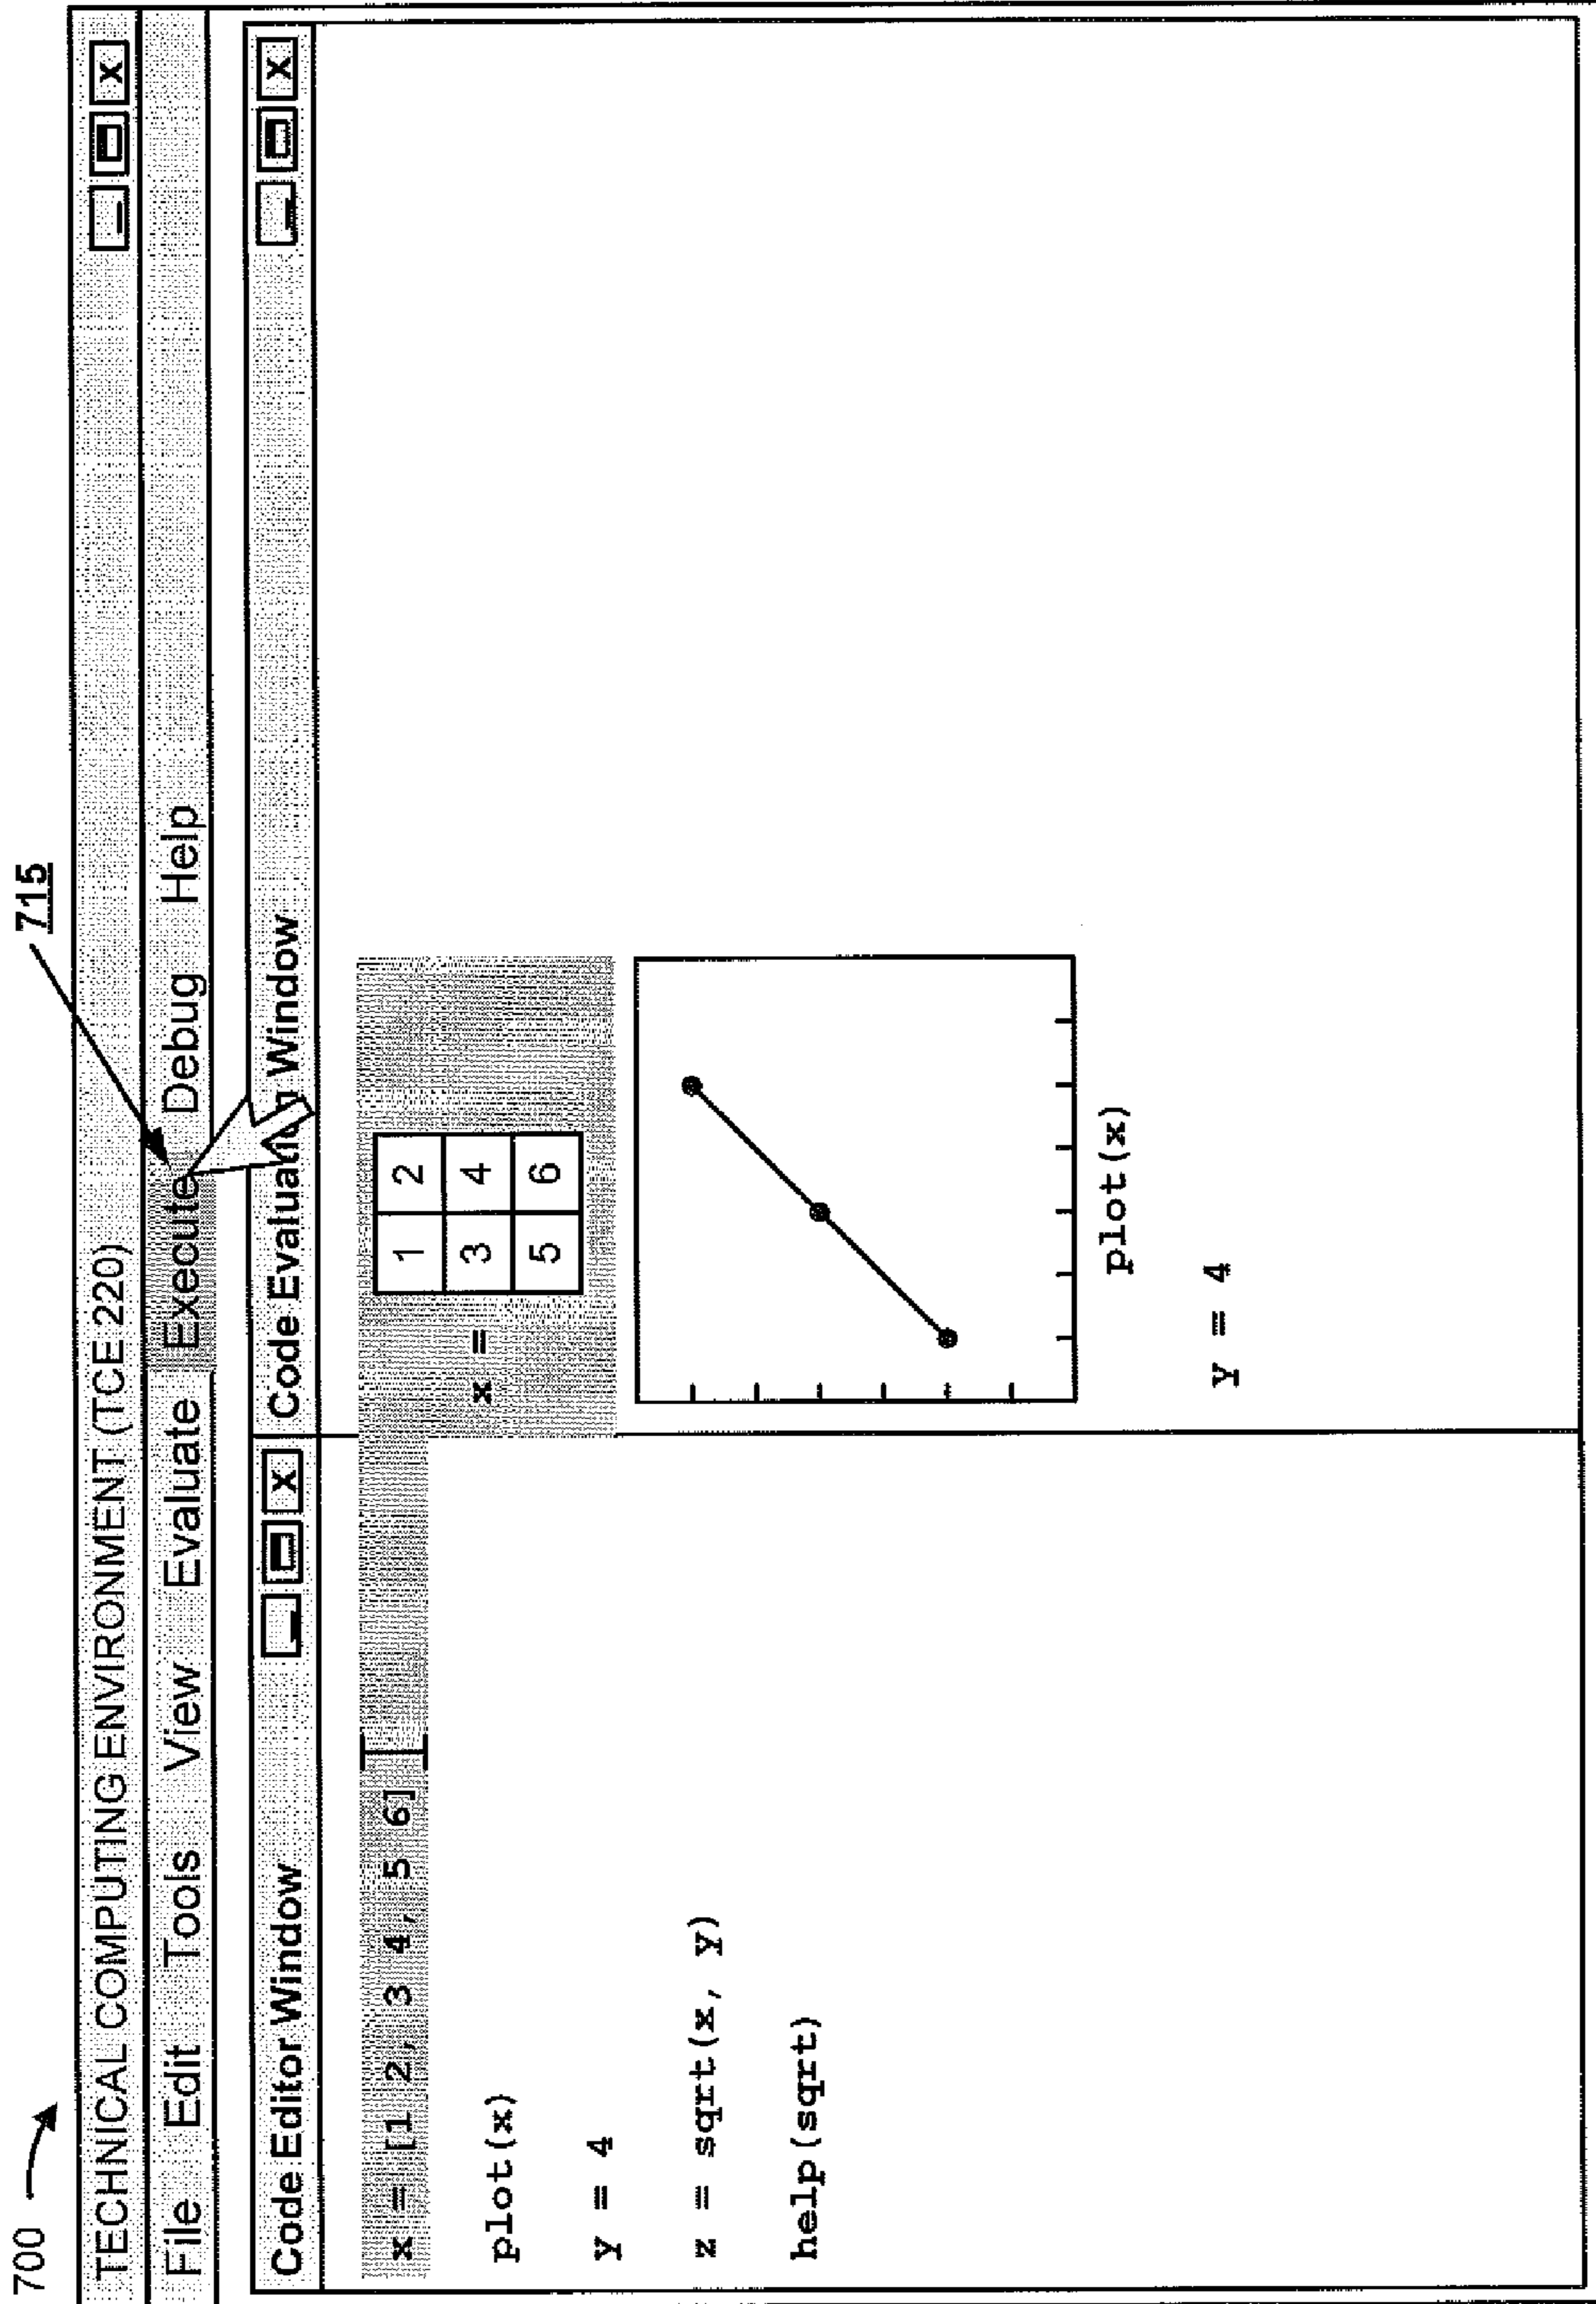 700
715
TECHNICAL COMPUTING ENVIRONMENT (TCE 220)
File Edit Tools View Evaluate Execute Debug Help
Code Editor Window
x = [1 2, 3 4, 5 6]
plot(x)
y = 4
z = sqrt(x, y)
help(sqrt)
Code Evaluation Window
x =
1 2
3 4
5 6
plot(x)
y = 4